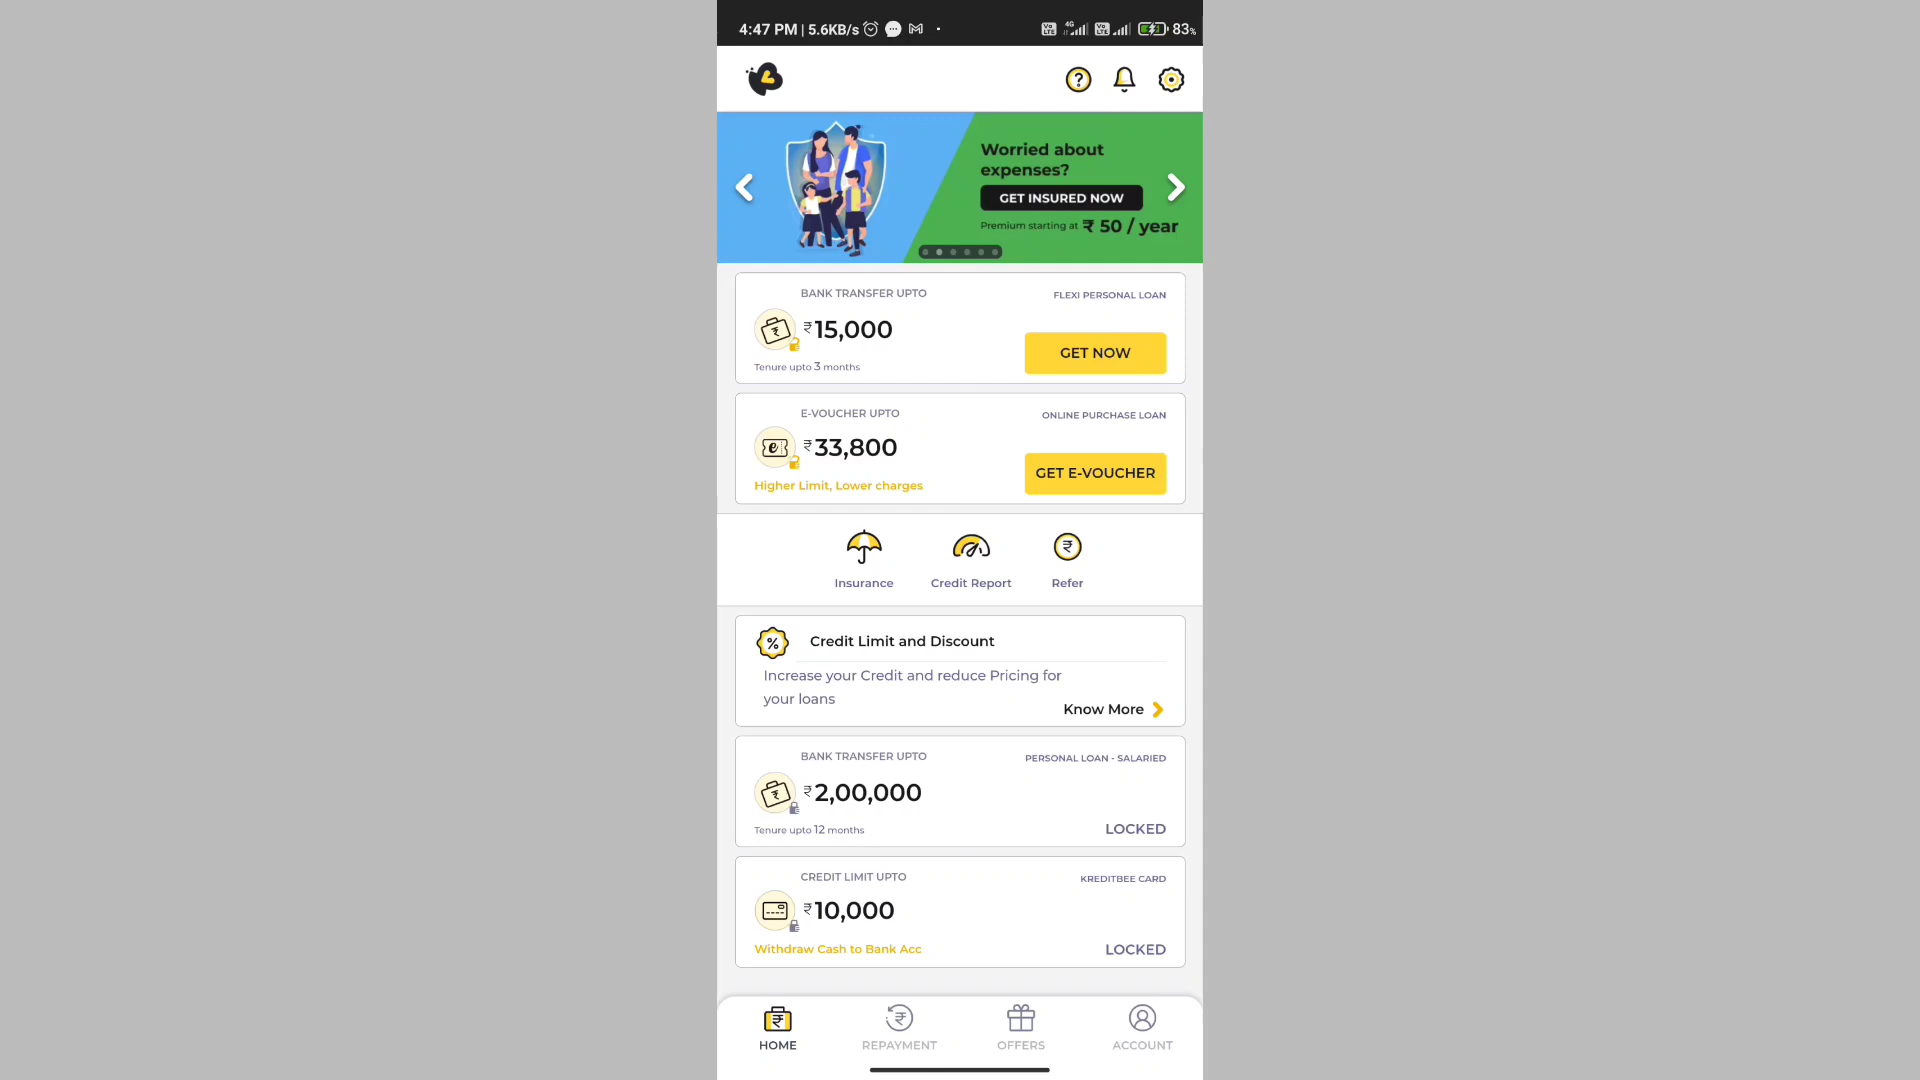 4:47 PM | 5.6KB/s 4G 83%
Worried about
expenses?
GET INSURED NOW
Premium starting at ₹ 50 / year
BANK TRANSFER UPTO
FLEXI PERSONAL LOAN
₹15,000
GET NOW
Tenure upto 3 months
E-VOUCHER UPTO
ONLINE PURCHASE LOAN
₹33,800
GET E-VOUCHER
Higher Limit, Lower charges
Insurance
Credit Report
Refer
Credit Limit and Discount
Increase your Credit and reduce Pricing for
your loans
Know More
BANK TRANSFER UPTO
PERSONAL LOAN - SALARIED
₹2,00,000
Tenure upto 12 months
LOCKED
CREDIT LIMIT UPTO
KREDITBEE CARD
₹10,000
Withdraw Cash to Bank Acc
LOCKED
HOME
REPAYMENT
OFFERS
ACCOUNT